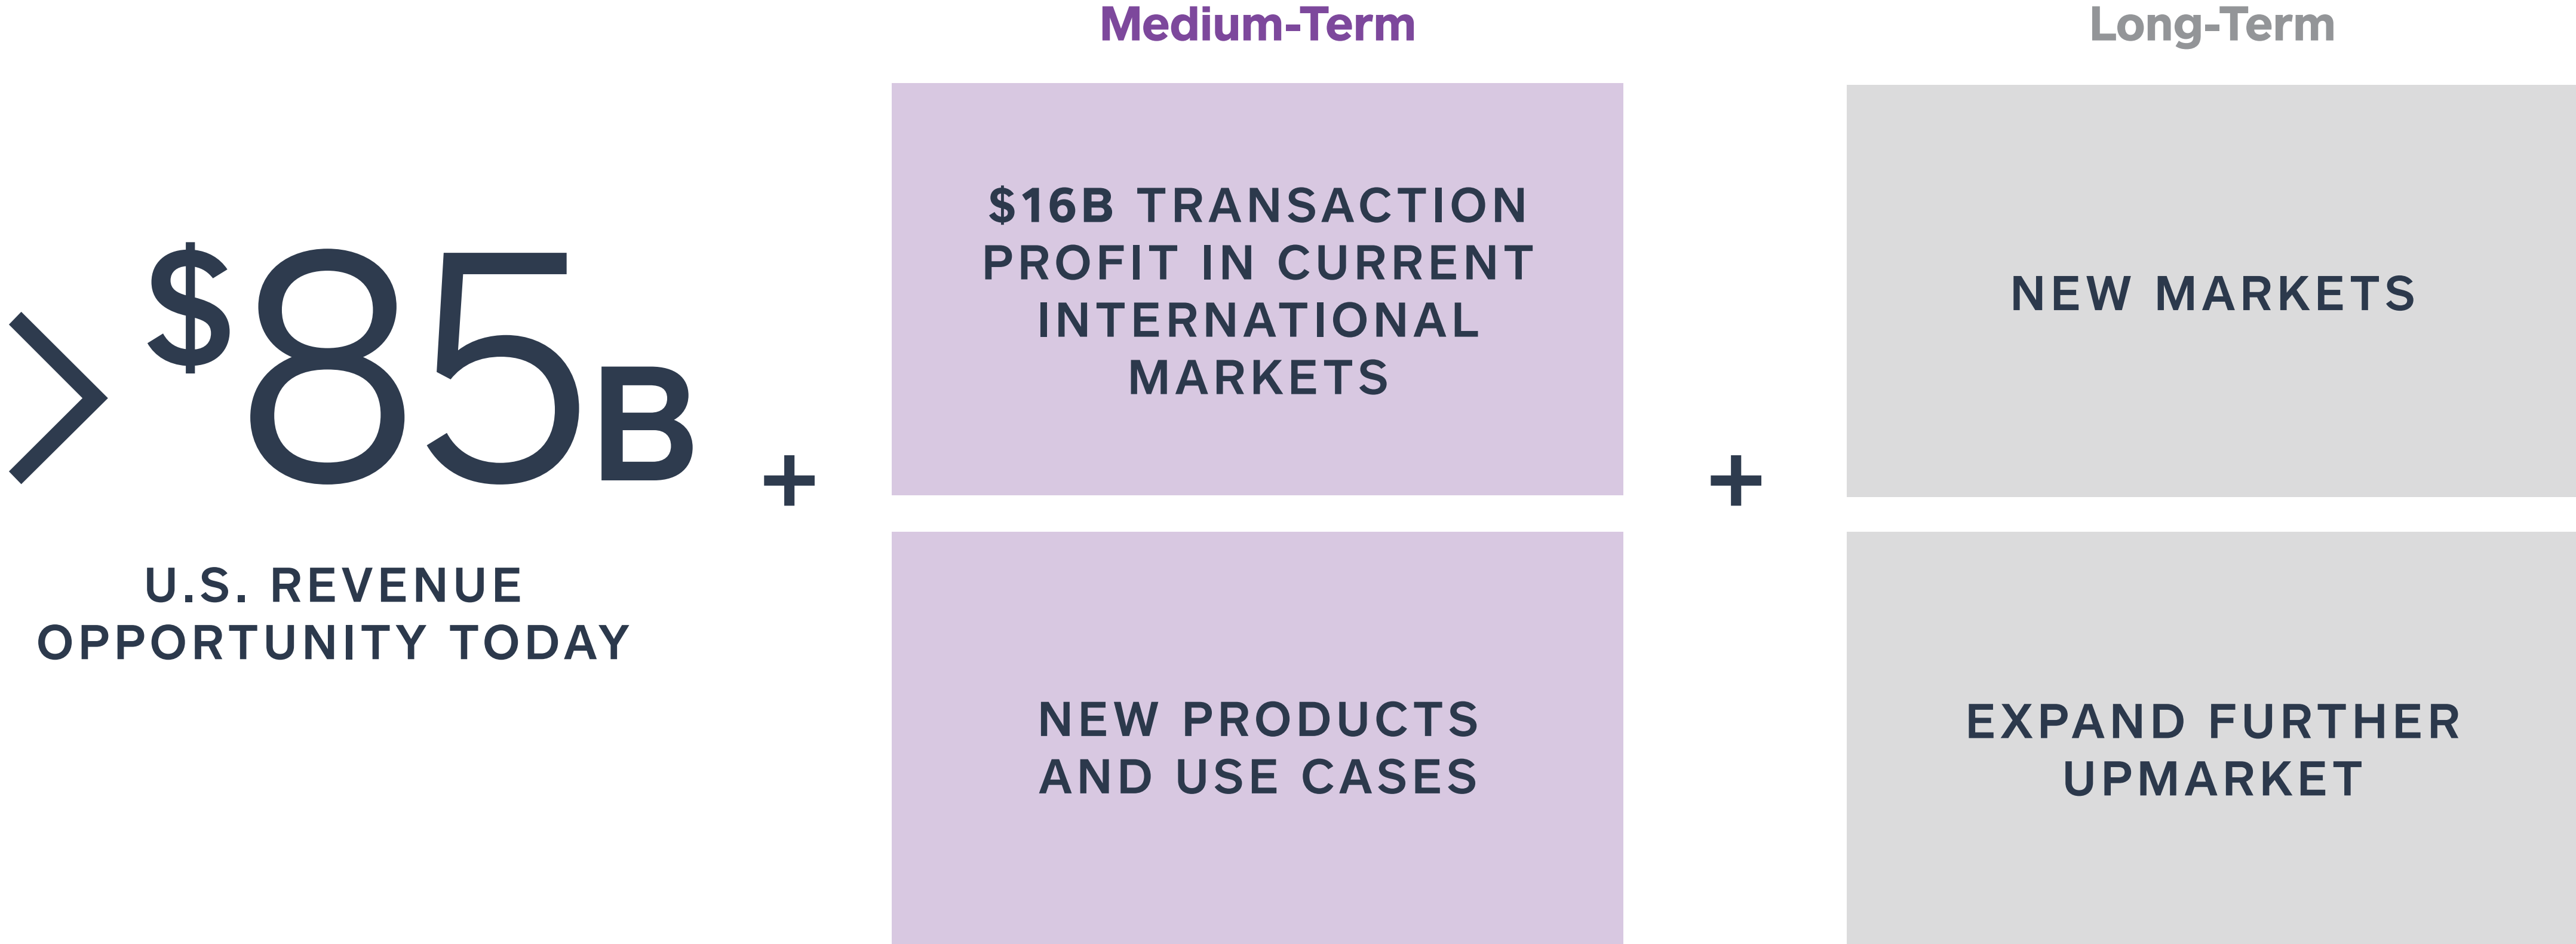 > $85B
U.S. REVENUE
OPPORTUNITY TODAY
+
Medium-Term
$16B TRANSACTION
PROFIT IN CURRENT
INTERNATIONAL
MARKETS
NEW PRODUCTS
AND USE CASES
+
Long-Term
NEW MARKETS
EXPAND FURTHER
UPMARKET